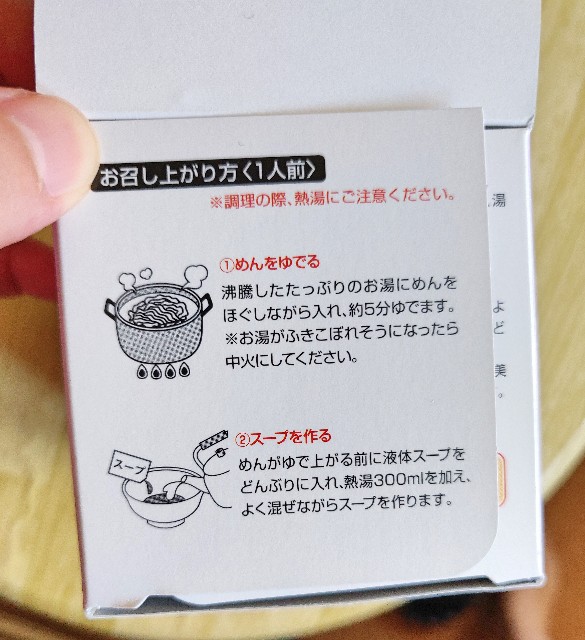 お召し上がり方〈1人前〉
※調理の際、熱湯にご注意ください。
①めんをゆでる
沸騰したたっぷりのお湯にめんを
ほぐしながら入れ、約5分ゆでます。
※お湯がふきこぼれそうになったら
中火にしてください。
②スープを作る
スープ
めんがゆで上がる前に液体スープを
どんぶりに入れ、熱湯300mlを加え、
よく混ぜながらスープを作ります。
湯
よ
ど
美
。